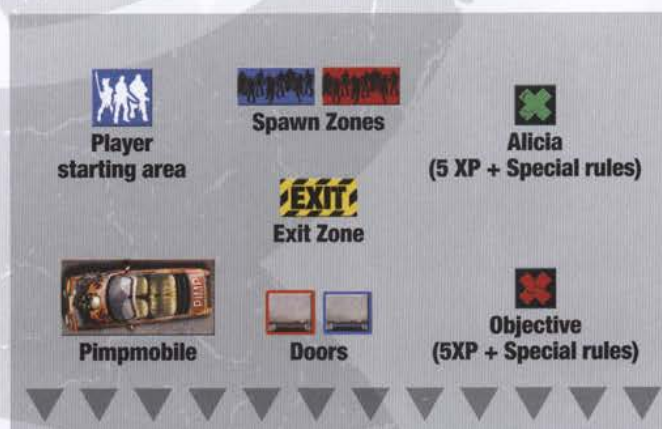 Player
starting area
Spawn Zones
Alicia
(5 XP + Special rules)
EXIT
Exit Zone
PIMP
Pimpmobile
Doors
Objective
(5XP + Special rules)